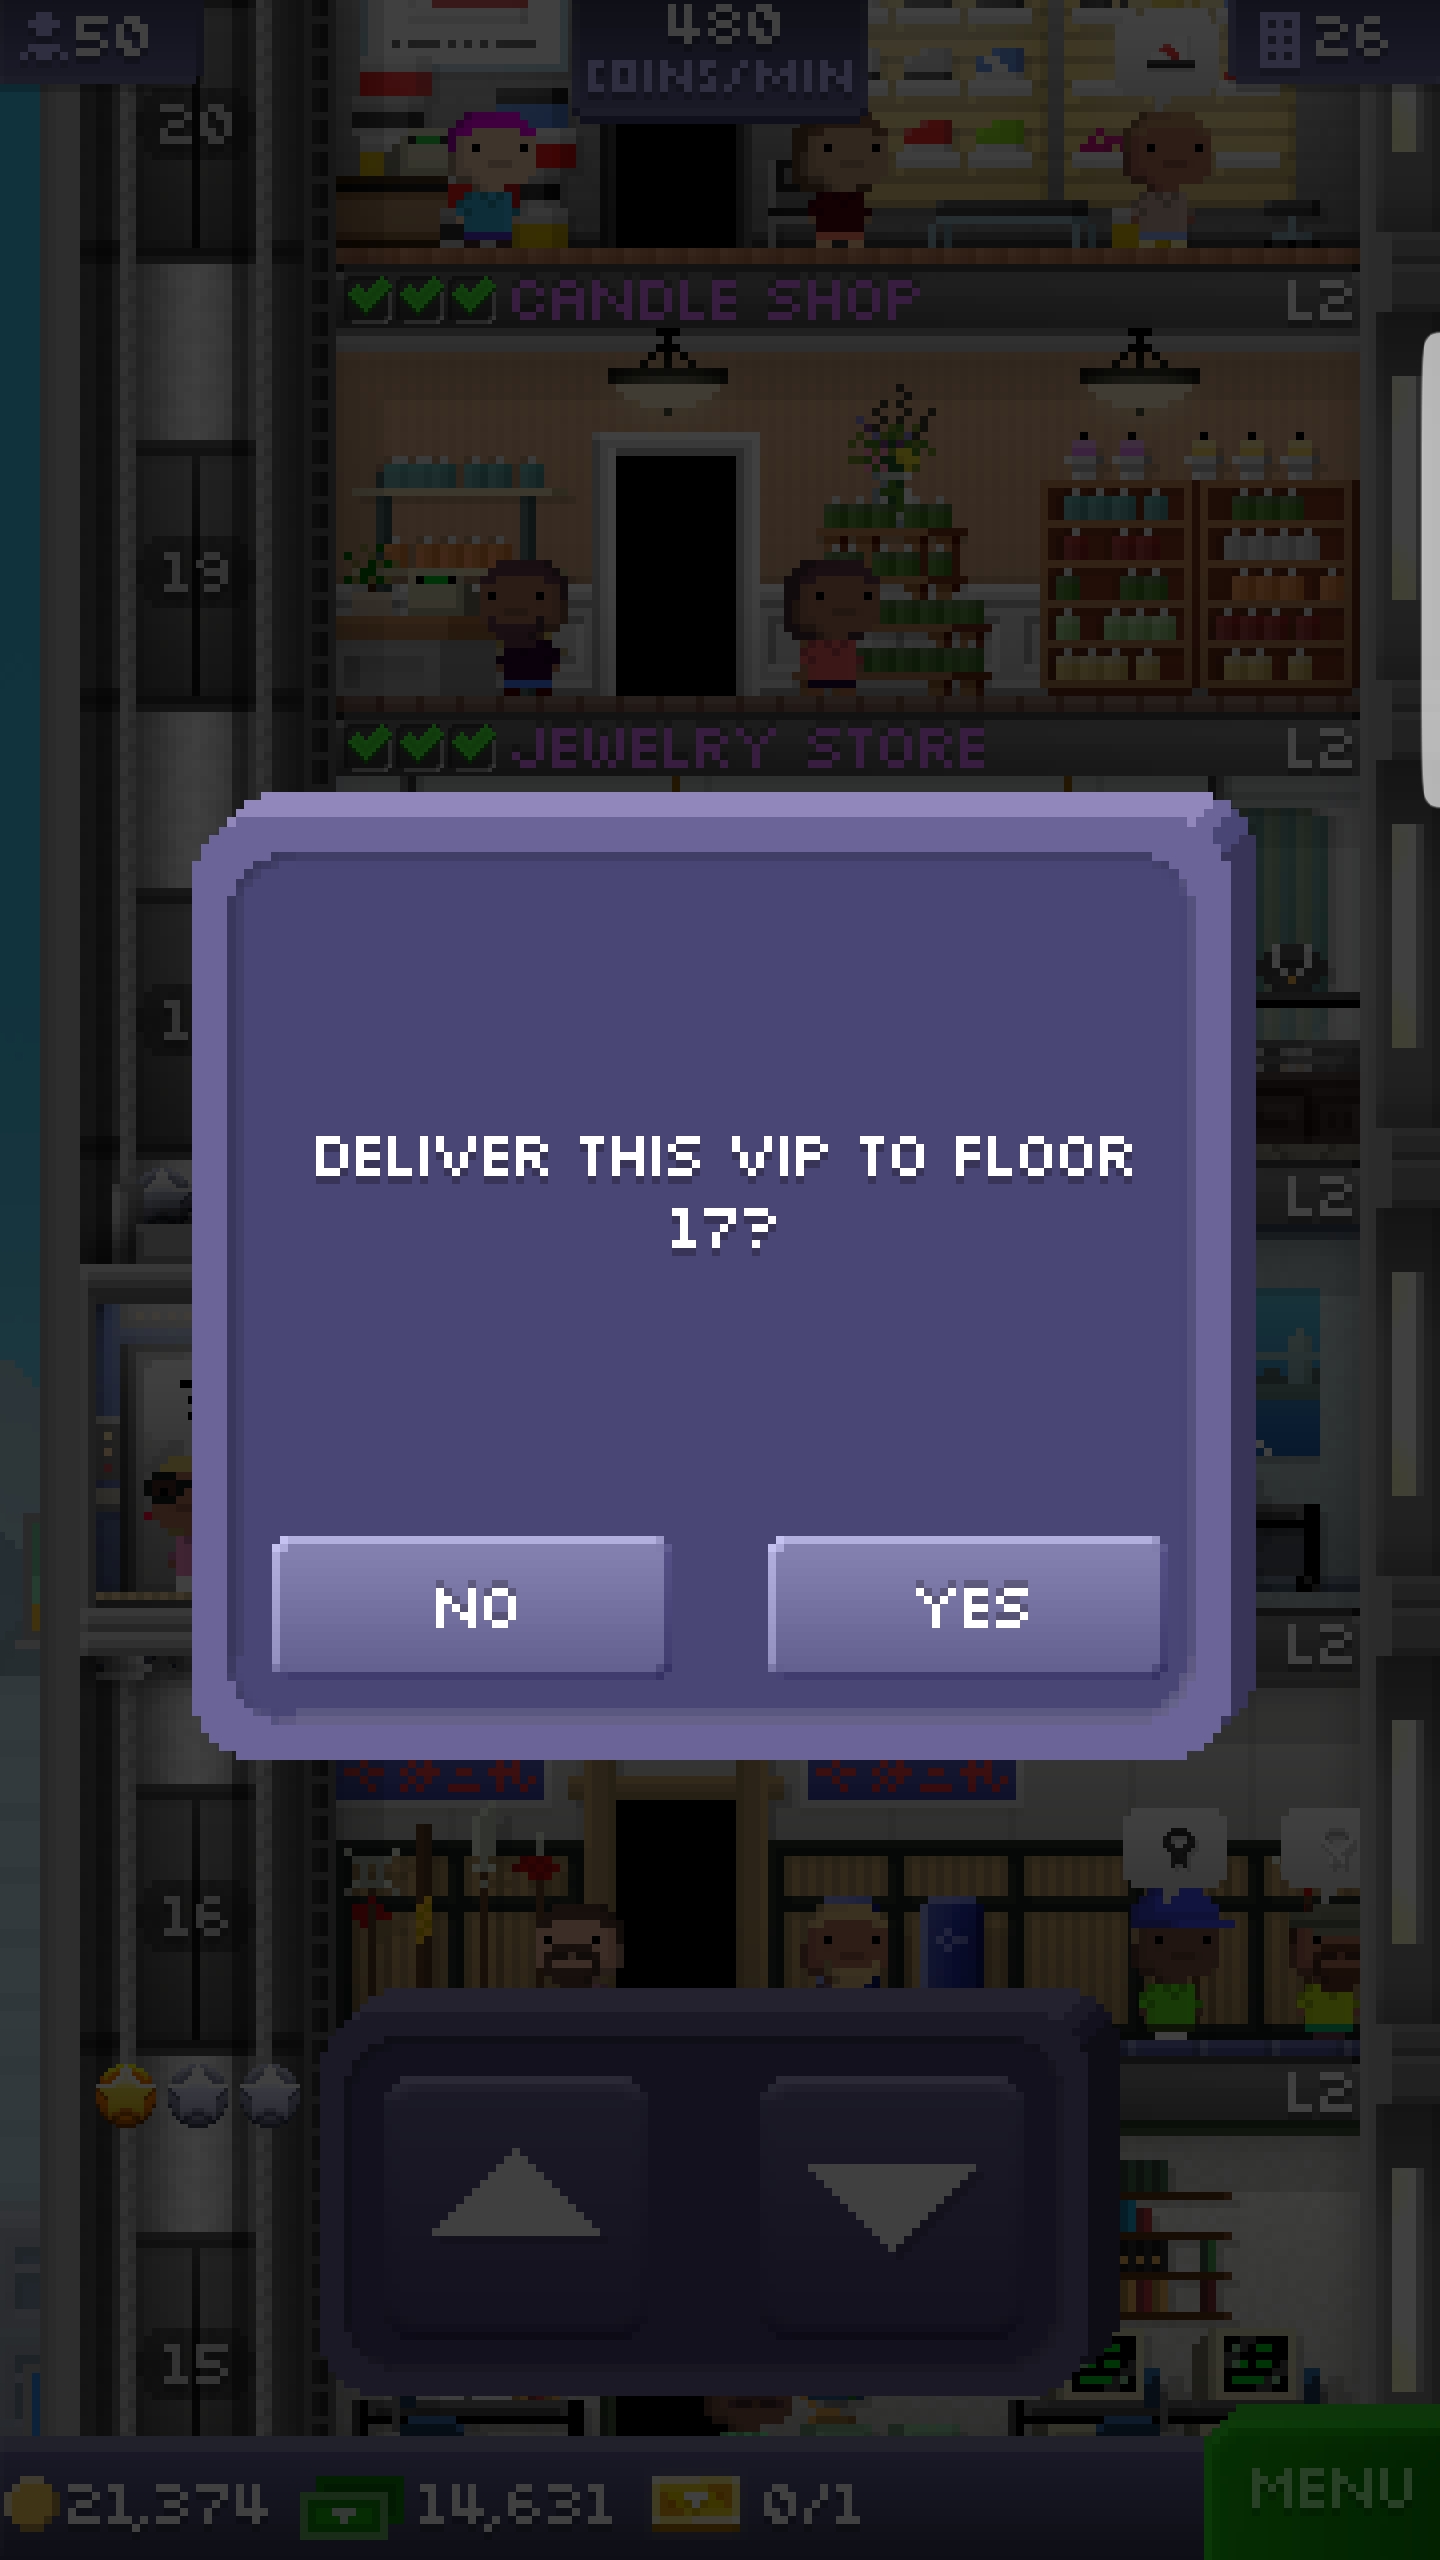 50
480
COINS/MIN
26
20
CANDLE SHOP L2
19
JEWELRY STORE L2
1
L2
DELIVER THIS VIP TO FLOOR
17?
NO YES
L2
16
L2
15
21,374 14,631 0/1
MENU